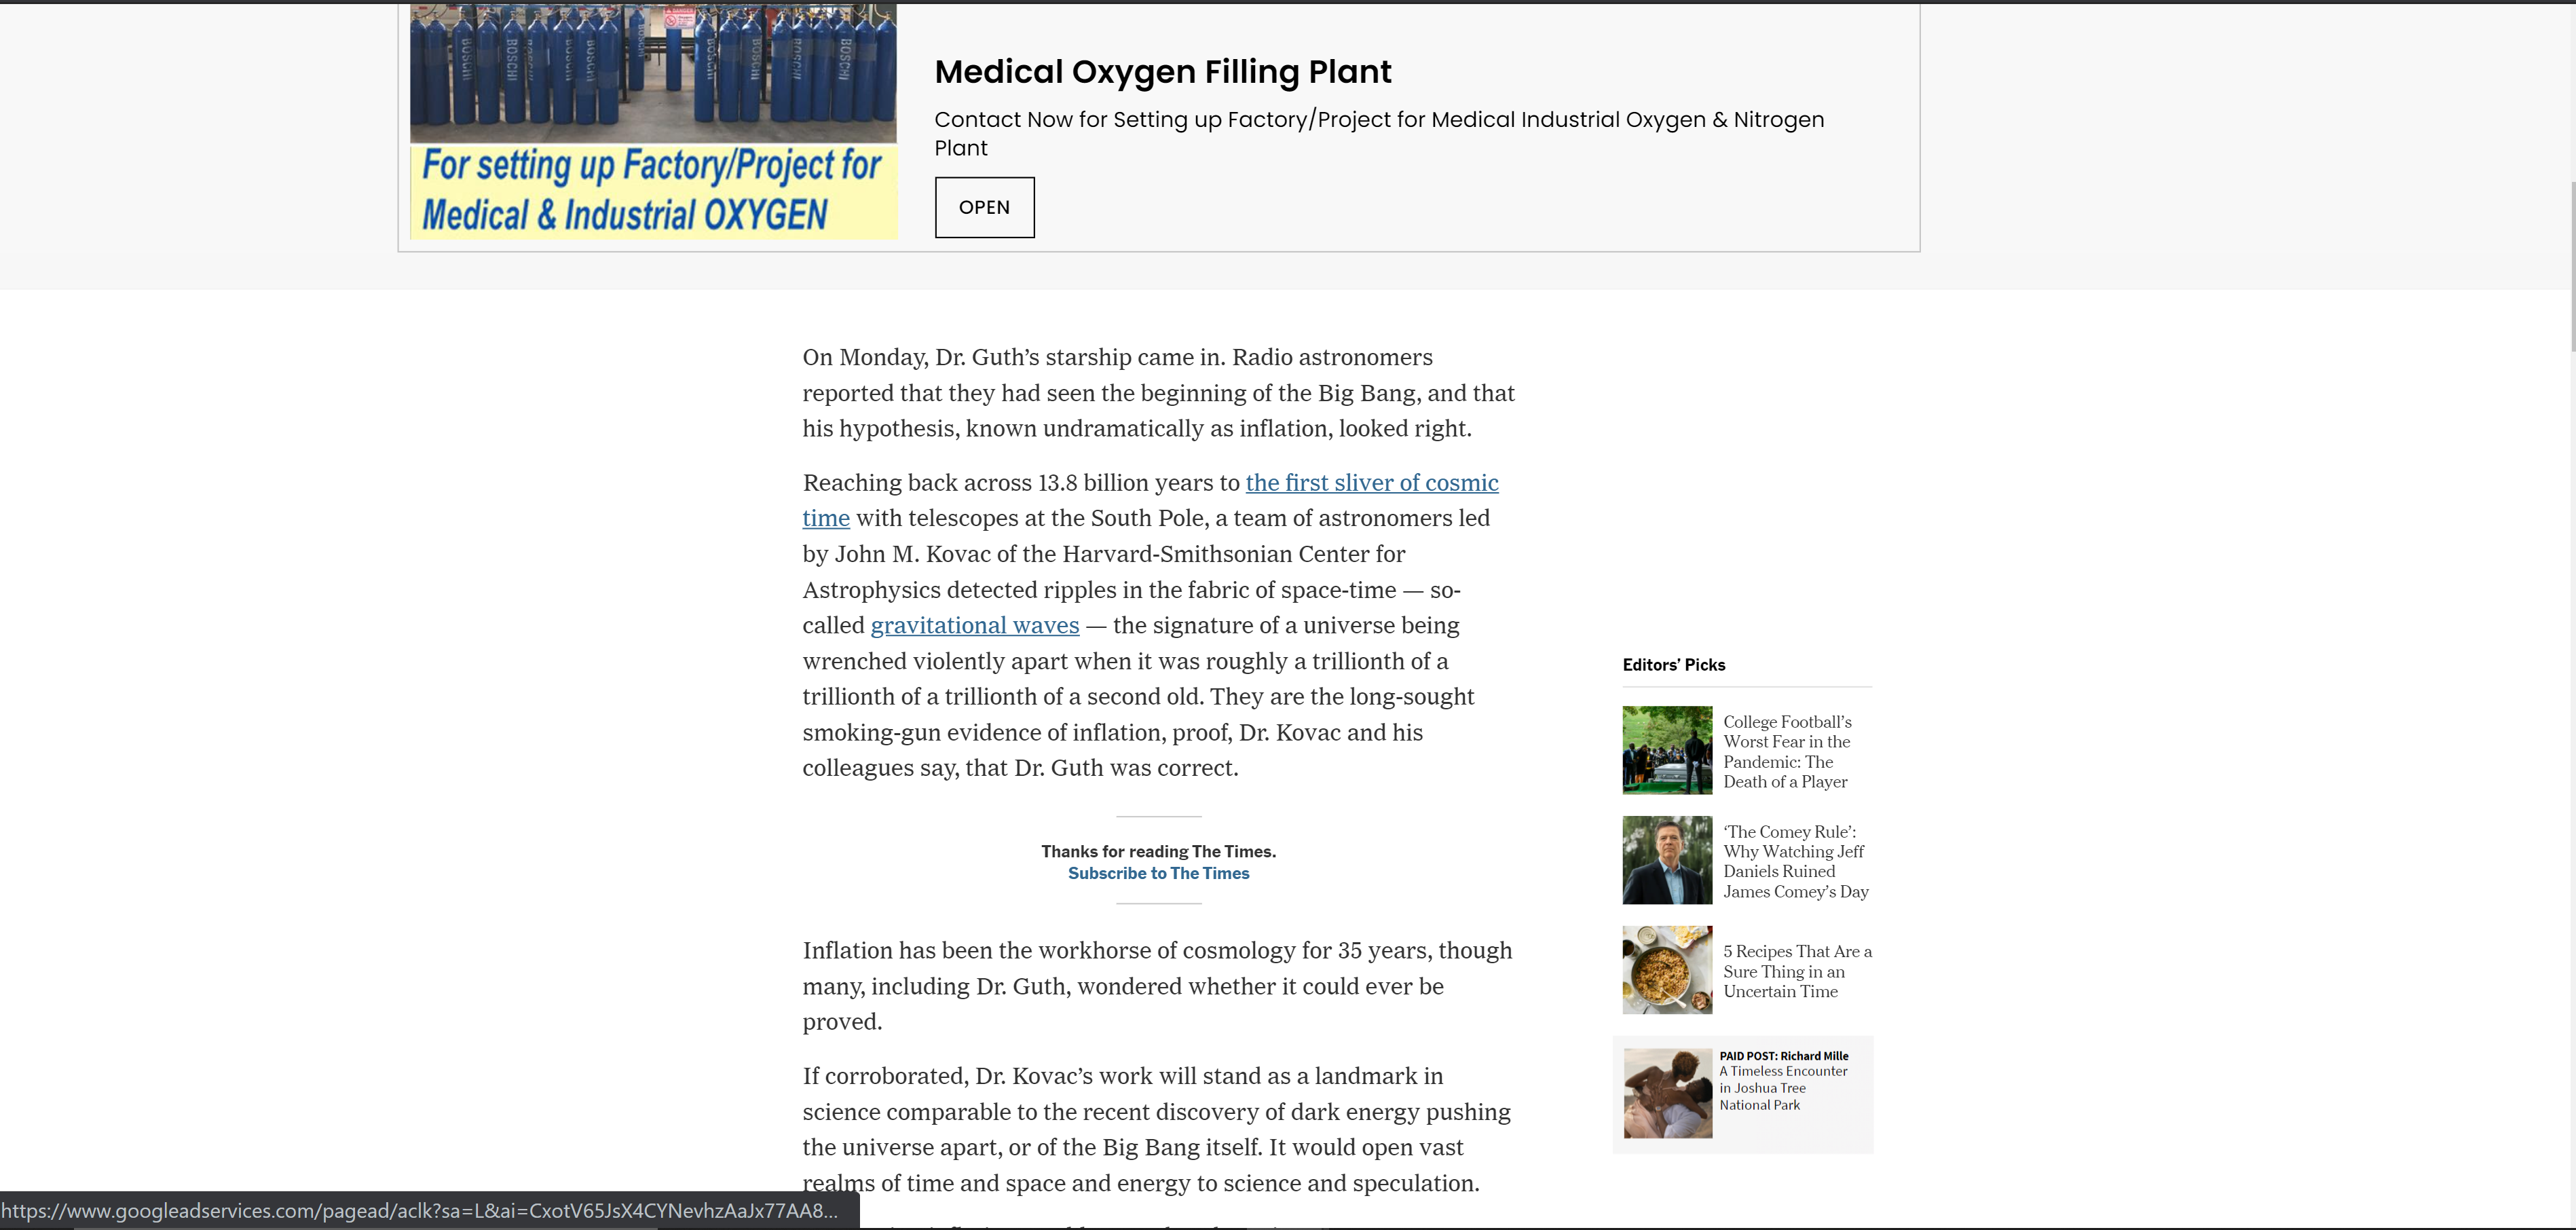 BOSCHI
BOSCHI
BOSCHI
BOSCHI
BOSCHI
BOSCHI
BOSCHI
For setting up Factory/Project for
Medical & Industrial OXYGEN
Medical Oxygen Filling Plant
Contact Now for Setting up Factory/Project for Medical Industrial Oxygen & Nitrogen
Plant
OPEN
On Monday, Dr. Guth’s starship came in. Radio astronomers
reported that they had seen the beginning of the Big Bang, and that
his hypothesis, known undramatically as inflation, looked right.
Reaching back across 13.8 billion years to the first sliver of cosmic
time with telescopes at the South Pole, a team of astronomers led
by John M. Kovac of the Harvard-Smithsonian Center for
Astrophysics detected ripples in the fabric of space-time — so-
called gravitational waves — the signature of a universe being
wrenched violently apart when it was roughly a trillionth of a
trillionth of a trillionth of a second old. They are the long-sought
smoking-gun evidence of inflation, proof, Dr. Kovac and his
colleagues say, that Dr. Guth was correct.
Thanks for reading The Times.
Subscribe to The Times
Inflation has been the workhorse of cosmology for 35 years, though
many, including Dr. Guth, wondered whether it could ever be
proved.
If corroborated, Dr. Kovac’s work will stand as a landmark in
science comparable to the recent discovery of dark energy pushing
the universe apart, or of the Big Bang itself. It would open vast
realms of time and space and energy to science and speculation.
Editors’ Picks
College Football’s
Worst Fear in the
Pandemic: The
Death of a Player
‘The Comey Rule’:
Why Watching Jeff
Daniels Ruined
James Comey’s Day
5 Recipes That Are a
Sure Thing in an
Uncertain Time
PAID POST: Richard Mille
A Timeless Encounter
in Joshua Tree
National Park
https://www.googleadservices.com/pagead/aclk?sa=L&ai=CxotV65JsX4CYNevhzAaJx77AA8...